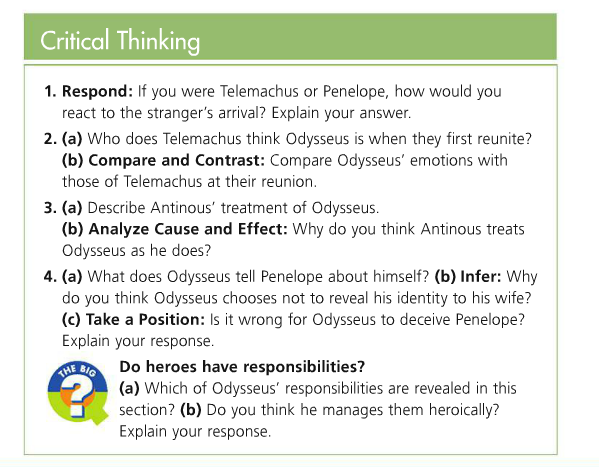 Critical Thinking
1. Respond: If you were Telemachus or Penelope, how would you
react to the stranger's arrival? Explain your answer.
2. (a) Who does Telemachus think Odysseus is when they first reunite?
(b) Compare and Contrast: Compare Odysseus' emotions with
those of Telemachus at their reunion.
3. (a) Describe Antinous' treatment of Odysseus.
(b) Analyze Cause and Effect: Why do you think Antinous treats
Odysseus as he does?
4. (a) What does Odysseus tell Penelope about himself? (b) Infer: Why
do you think Odysseus chooses not to reveal his identity to his wife?
(c) Take a Position: Is it wrong for Odysseus to deceive Penelope?
Explain your response.
THE BIG
?
Do heroes have responsibilities?
(a) Which of Odysseus' responsibilities are revealed in this
section? (b) Do you think he manages them heroically?
Explain your response.